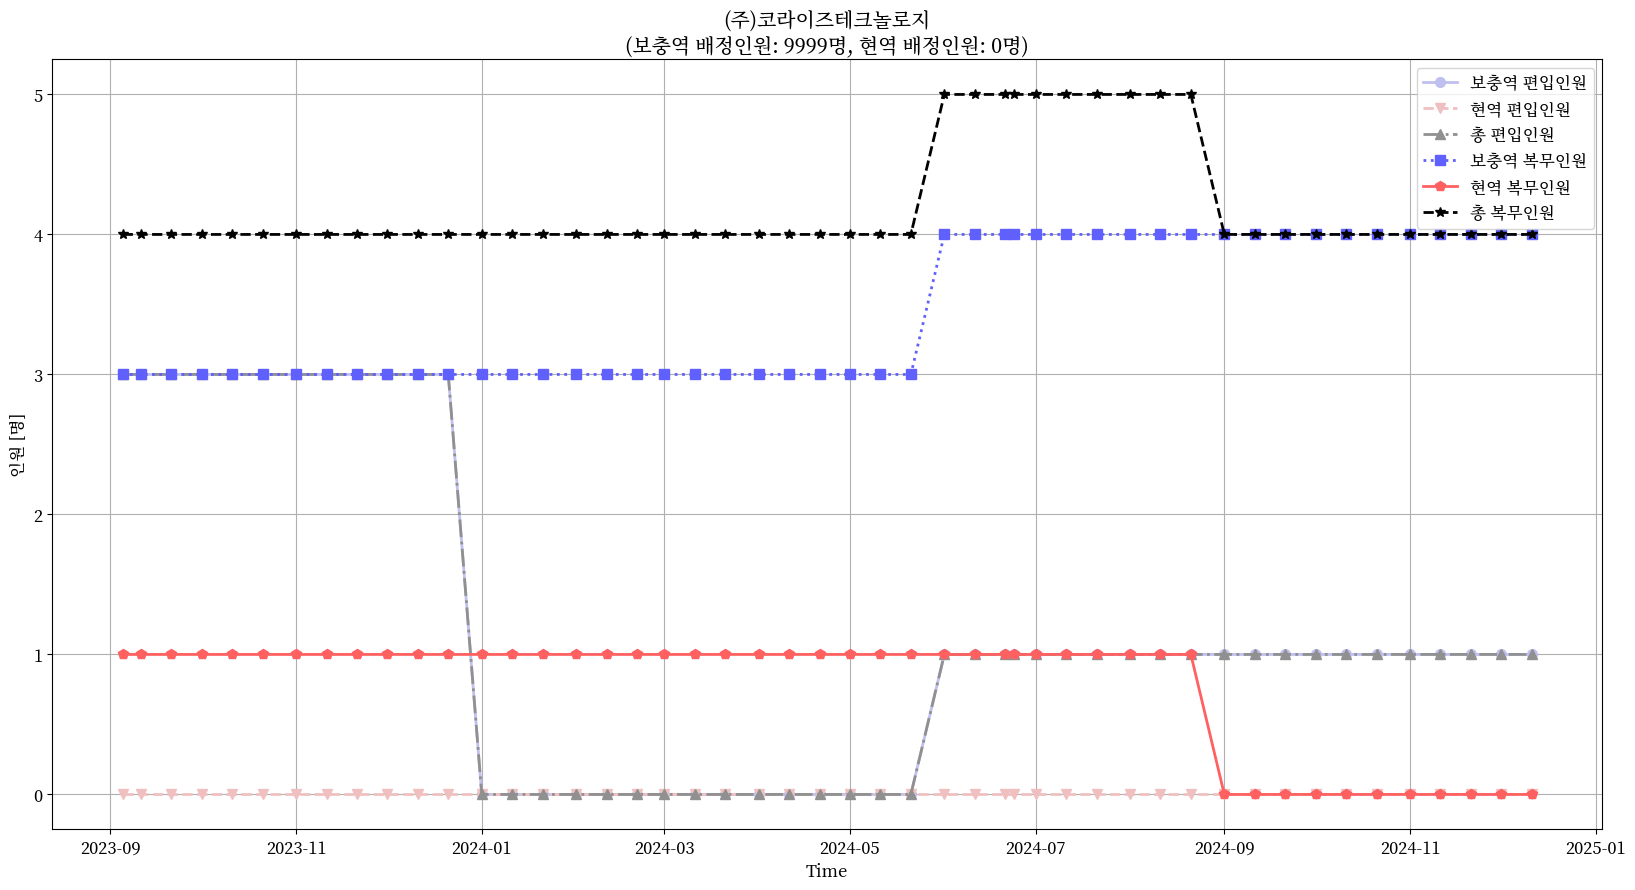 (주)코라이즈테크놀로지
(보충역 배정인원: 9999명, 현역 배정인원: 0명)
보충역 편입인원
현역 편입인원
총 편입인원
보충역 복무인원
현역 복무인원
총 복무인원
인원 [명]
5
4
3
2
1
0
2023-09
2023-11
2024-01
2024-03
2024-05
2024-07
2024-09
2024-11
2025-01
Time